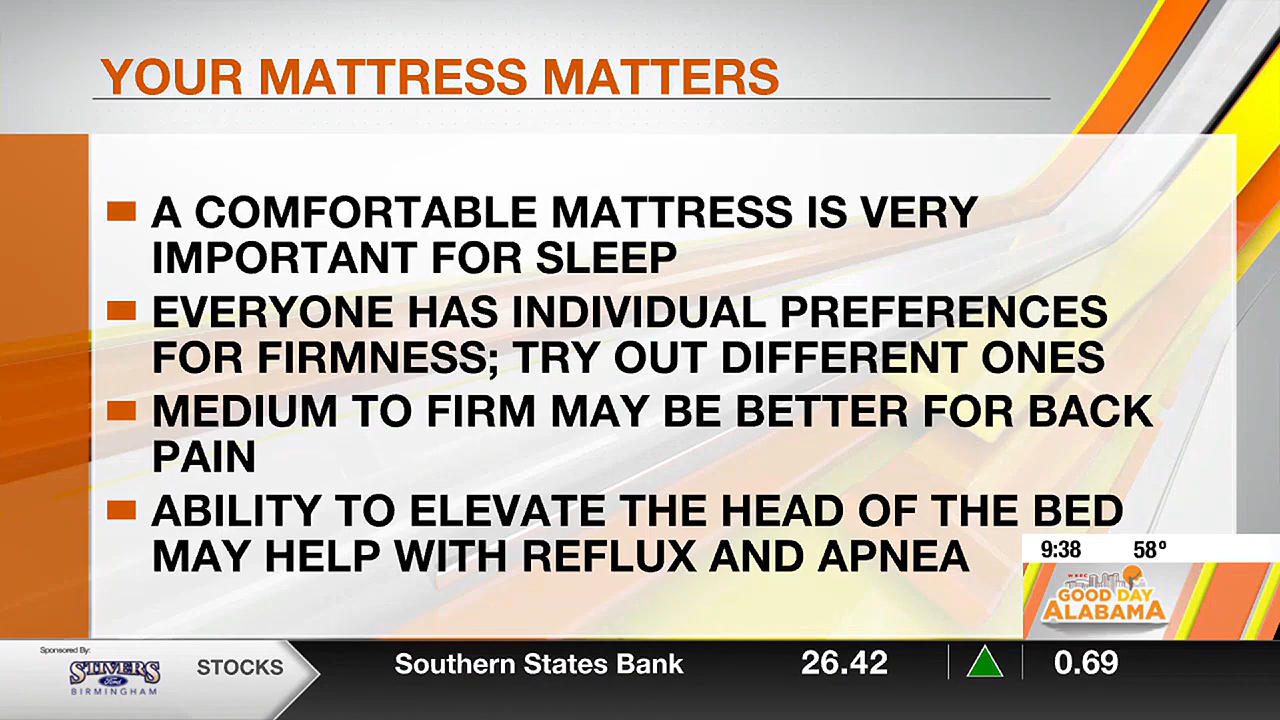 YOUR MATTRESS MATTERS
A COMFORTABLE MATTRESS IS VERY
IMPORTANT FOR SLEEP
EVERYONE HAS INDIVIDUAL PREFERENCES
FOR FIRMNESS; TRY OUT DIFFERENT ONES
MEDIUM TO FIRM MAY BE BETTER FOR BACK
PAIN
ABILITY TO ELEVATE THE HEAD OF THE BED
MAY HELP WITH REFLUX AND APNEA
9:38 58º
WBRC
GOOD DAY
ALABAMA
Sponsored By:
STIVERS
Ford
BIRMINGHAM
STOCKS
Southern States Bank 26.42 0.69